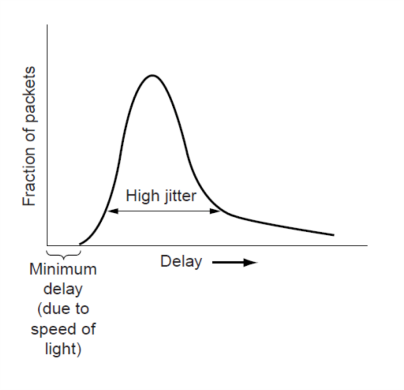 Fraction of packets
High jitter
Delay
Minimum
delay
(due to
speed of
light)